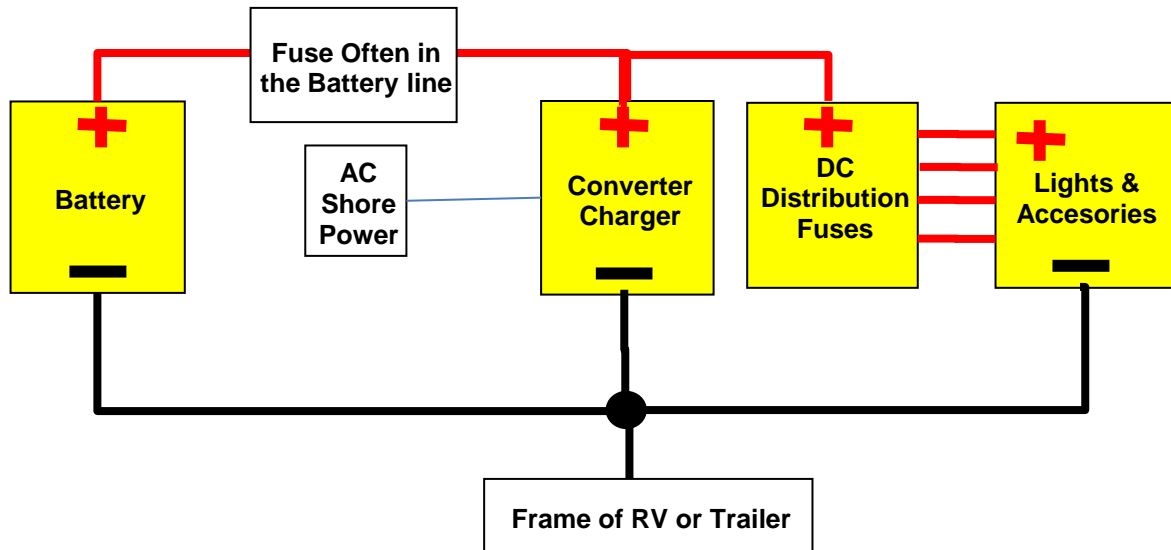 Fuse Often in
the Battery line
Battery
AC
Shore
Power
Converter
Charger
DC
Distribution
Fuses
Lights &
Accesories
Frame of RV or Trailer